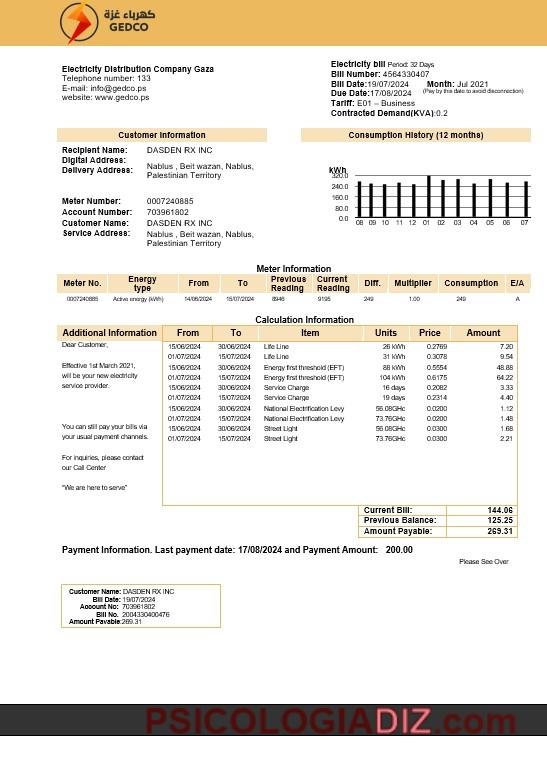 كهرباء غزة
GEDCO
Electricity Distribution Company Gaza
Telephone number: 133
E-mail: info@gedco.ps
website: www.gedco.ps
Electricity bill Period: 32 Days
Bill Number: 4564330407
Bill Date:19/07/2024 Month: Jul 2021
Due Date:17/08/2024 (Pay by this date to avoid disconnection)
Tariff: E01 – Business
Contracted Demand(KVA):0.2
Customer Information
Recipient Name: DASDEN RX INC
Digital Address:
Delivery Address: Nablus , Beit wazan, Nablus,
Palestinian Territory
Meter Number: 0007240885
Account Number: 703961802
Customer Name: DASDEN RX INC
Service Address: Nablus , Beit wazan, Nablus,
Palestinian Territory
Consumption History (12 months)
kWh
320.0
240.0
160.0
80.0
0.0
08 09 10 11 12 01 02 03 04 05 06 07
Meter Information
Meter No. Energy type From To Previous Reading Current Reading Diff. Multiplier Consumption E/A
0007240885 Active energy (kWh) 14/06/2024 15/07/2024 8946 9195 249 1.00 249 A
Calculation Information
Additional Information From To Item Units Price Amount
Dear Customer,
Effective 1st March 2021,
will be your new electricity
service provider.
You can still pay your bills via
your usual payment channels.
For inquiries, please contact
our Call Center
"We are here to serve"
15/06/2024 30/06/2024 Life Line 26 kWh 0.2769 7.20
01/07/2024 15/07/2024 Life Line 31 kWh 0.3078 9.54
15/06/2024 30/06/2024 Energy first threshold (EFT) 88 kWh 0.5554 48.88
01/07/2024 15/07/2024 Energy first threshold (EFT) 104 kWh 0.6175 64.22
15/06/2024 30/06/2024 Service Charge 16 days 0.2082 3.33
01/07/2024 15/07/2024 Service Charge 19 days 0.2314 4.40
15/06/2024 30/06/2024 National Electrification Levy 56.08GHc 0.0200 1.12
01/07/2024 15/07/2024 National Electrification Levy 73.76GHc 0.0200 1.48
15/06/2024 30/06/2024 Street Light 56.08GHc 0.0300 1.68
01/07/2024 15/07/2024 Street Light 73.76GHc 0.0300 2.21
Current Bill: 144.06
Previous Balance: 125.25
Amount Payable: 269.31
Payment Information. Last payment date: 17/08/2024 and Payment Amount: 200.00
Please See Over
Customer Name: DASDEN RX INC
Bill Date: 19/07/2024
Account No: 703961802
Bill No. 2004330400476
Amount Payable:269.31
PSICOLOGIADIZ.com